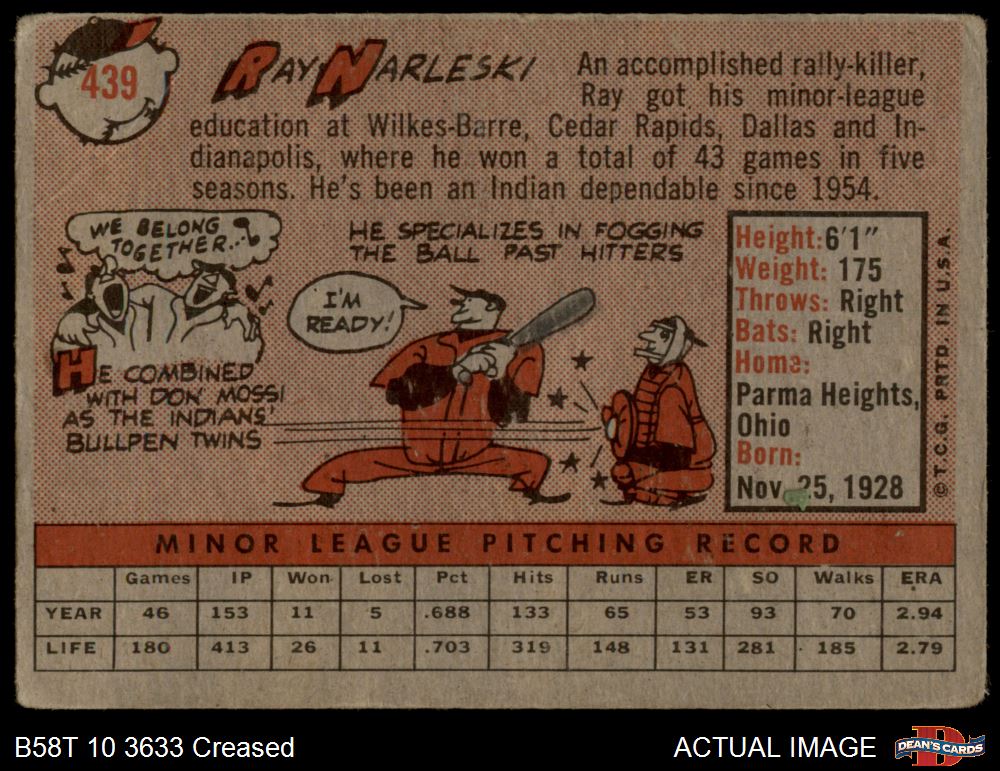 439
RAY NARLESKI
An accomplished rally-killer,
Ray got his minor-league
education at Wilkes-Barre, Cedar Rapids, Dallas and In-
dianapolis, where he won a total of 43 games in five
seasons. He's been an Indian dependable since 1954.
WE BELONG
TOGETHER...
HE COMBINED
WITH DON MOSSI
AS THE INDIANS'
BULLPEN TWINS
HE SPECIALIZES IN FOGGING
THE BALL PAST HITTERS
I'M
READY!
Height: 6'1"
Weight: 175
Throws: Right
Bats: Right
Home:
Parma Heights,
Ohio
Born:
Nov. 25, 1928
© T.C.G. PRTD. IN U.S.A.
MINOR LEAGUE PITCHING RECORD
Games IP Won Lost Pct Hits Runs ER SO Walks ERA
YEAR 46 153 11 5 .688 133 65 53 93 70 2.94
LIFE 180 413 26 11 .703 319 148 131 281 185 2.79
B58T 10 3633 Creased
ACTUAL IMAGE
D
DEAN'S CARDS